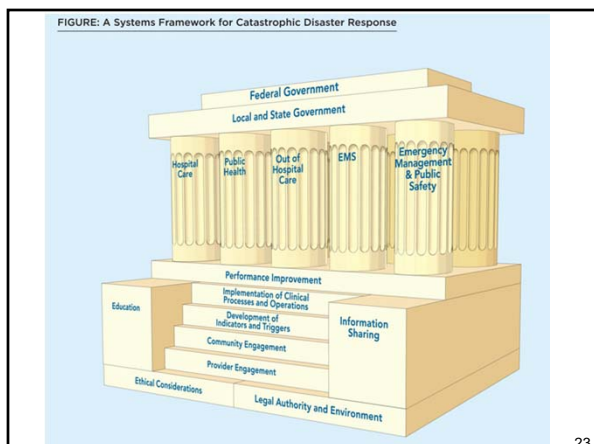 FIGURE: A Systems Framework for Catastrophic Disaster Response
Federal Government
Local and State Government
Hospital
Care
Public
Health
Out of
Hospital
Care
EMS
Emergency
Management
& Public
Safety
Performance Improvement
Implementation of Clinical
Processes and Operations
Education
Development of
Indicators and Triggers
Information
Sharing
Community Engagement
Provider Engagement
Ethical Considerations
Legal Authority and Environment
23